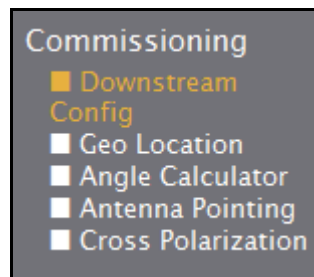 Commissioning
■ Downstream
Config
■ Geo Location
■ Angle Calculator
■ Antenna Pointing
■ Cross Polarization